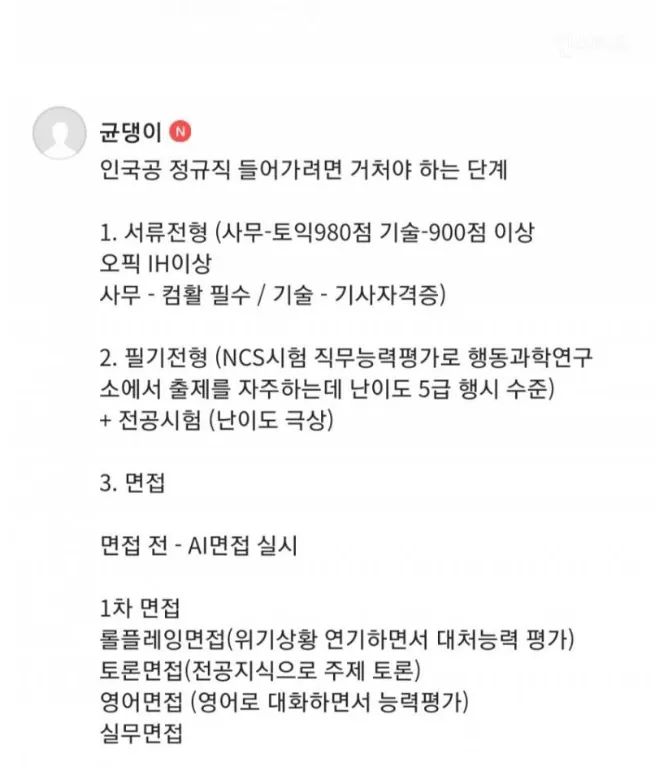 균댕이 N
인국공 정규직 들어가려면 거처야 하는 단계
1. 서류전형 (사무-토익980점 기술-900점 이상
오픽 IH이상
사무 - 컴활 필수 / 기술 - 기사자격증)
2. 필기전형 (NCS시험 직무능력평가로 행동과학연구
소에서 출제를 자주하는데 난이도 5급 행시 수준)
+ 전공시험 (난이도 극상)
3. 면접
면접 전 - AI면접 실시
1차 면접
롤플레잉면접(위기상황 연기하면서 대처능력 평가)
토론면접(전공지식으로 주제 토론)
영어면접 (영어로 대화하면서 능력평가)
실무면접